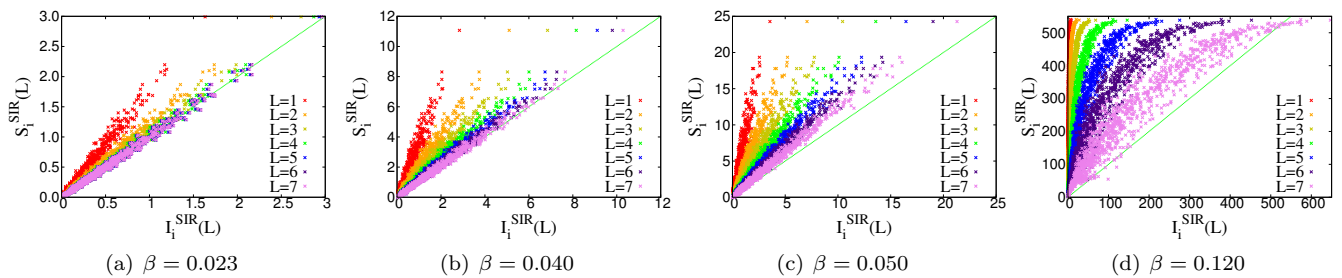 3.0
2.5
2.0
1.5
1.0
0.5
0.0
0
0.5
1
1.5
2
2.5
3
S_i^SIR(L)
I_i^SIR(L)
L=1
L=2
L=3
L=4
L=5
L=6
L=7
(a) β = 0.023
12
10
8
6
4
2
0
0
2
4
6
8
10
12
S_i^SIR(L)
I_i^SIR(L)
L=1
L=2
L=3
L=4
L=5
L=6
L=7
(b) β = 0.040
25
20
15
10
5
0
0
5
10
15
20
25
S_i^SIR(L)
I_i^SIR(L)
L=1
L=2
L=3
L=4
L=5
L=6
L=7
(c) β = 0.050
500
400
300
200
100
0
0
100
200
300
400
500
600
S_i^SIR(L)
I_i^SIR(L)
L=1
L=2
L=3
L=4
L=5
L=6
L=7
(d) β = 0.120